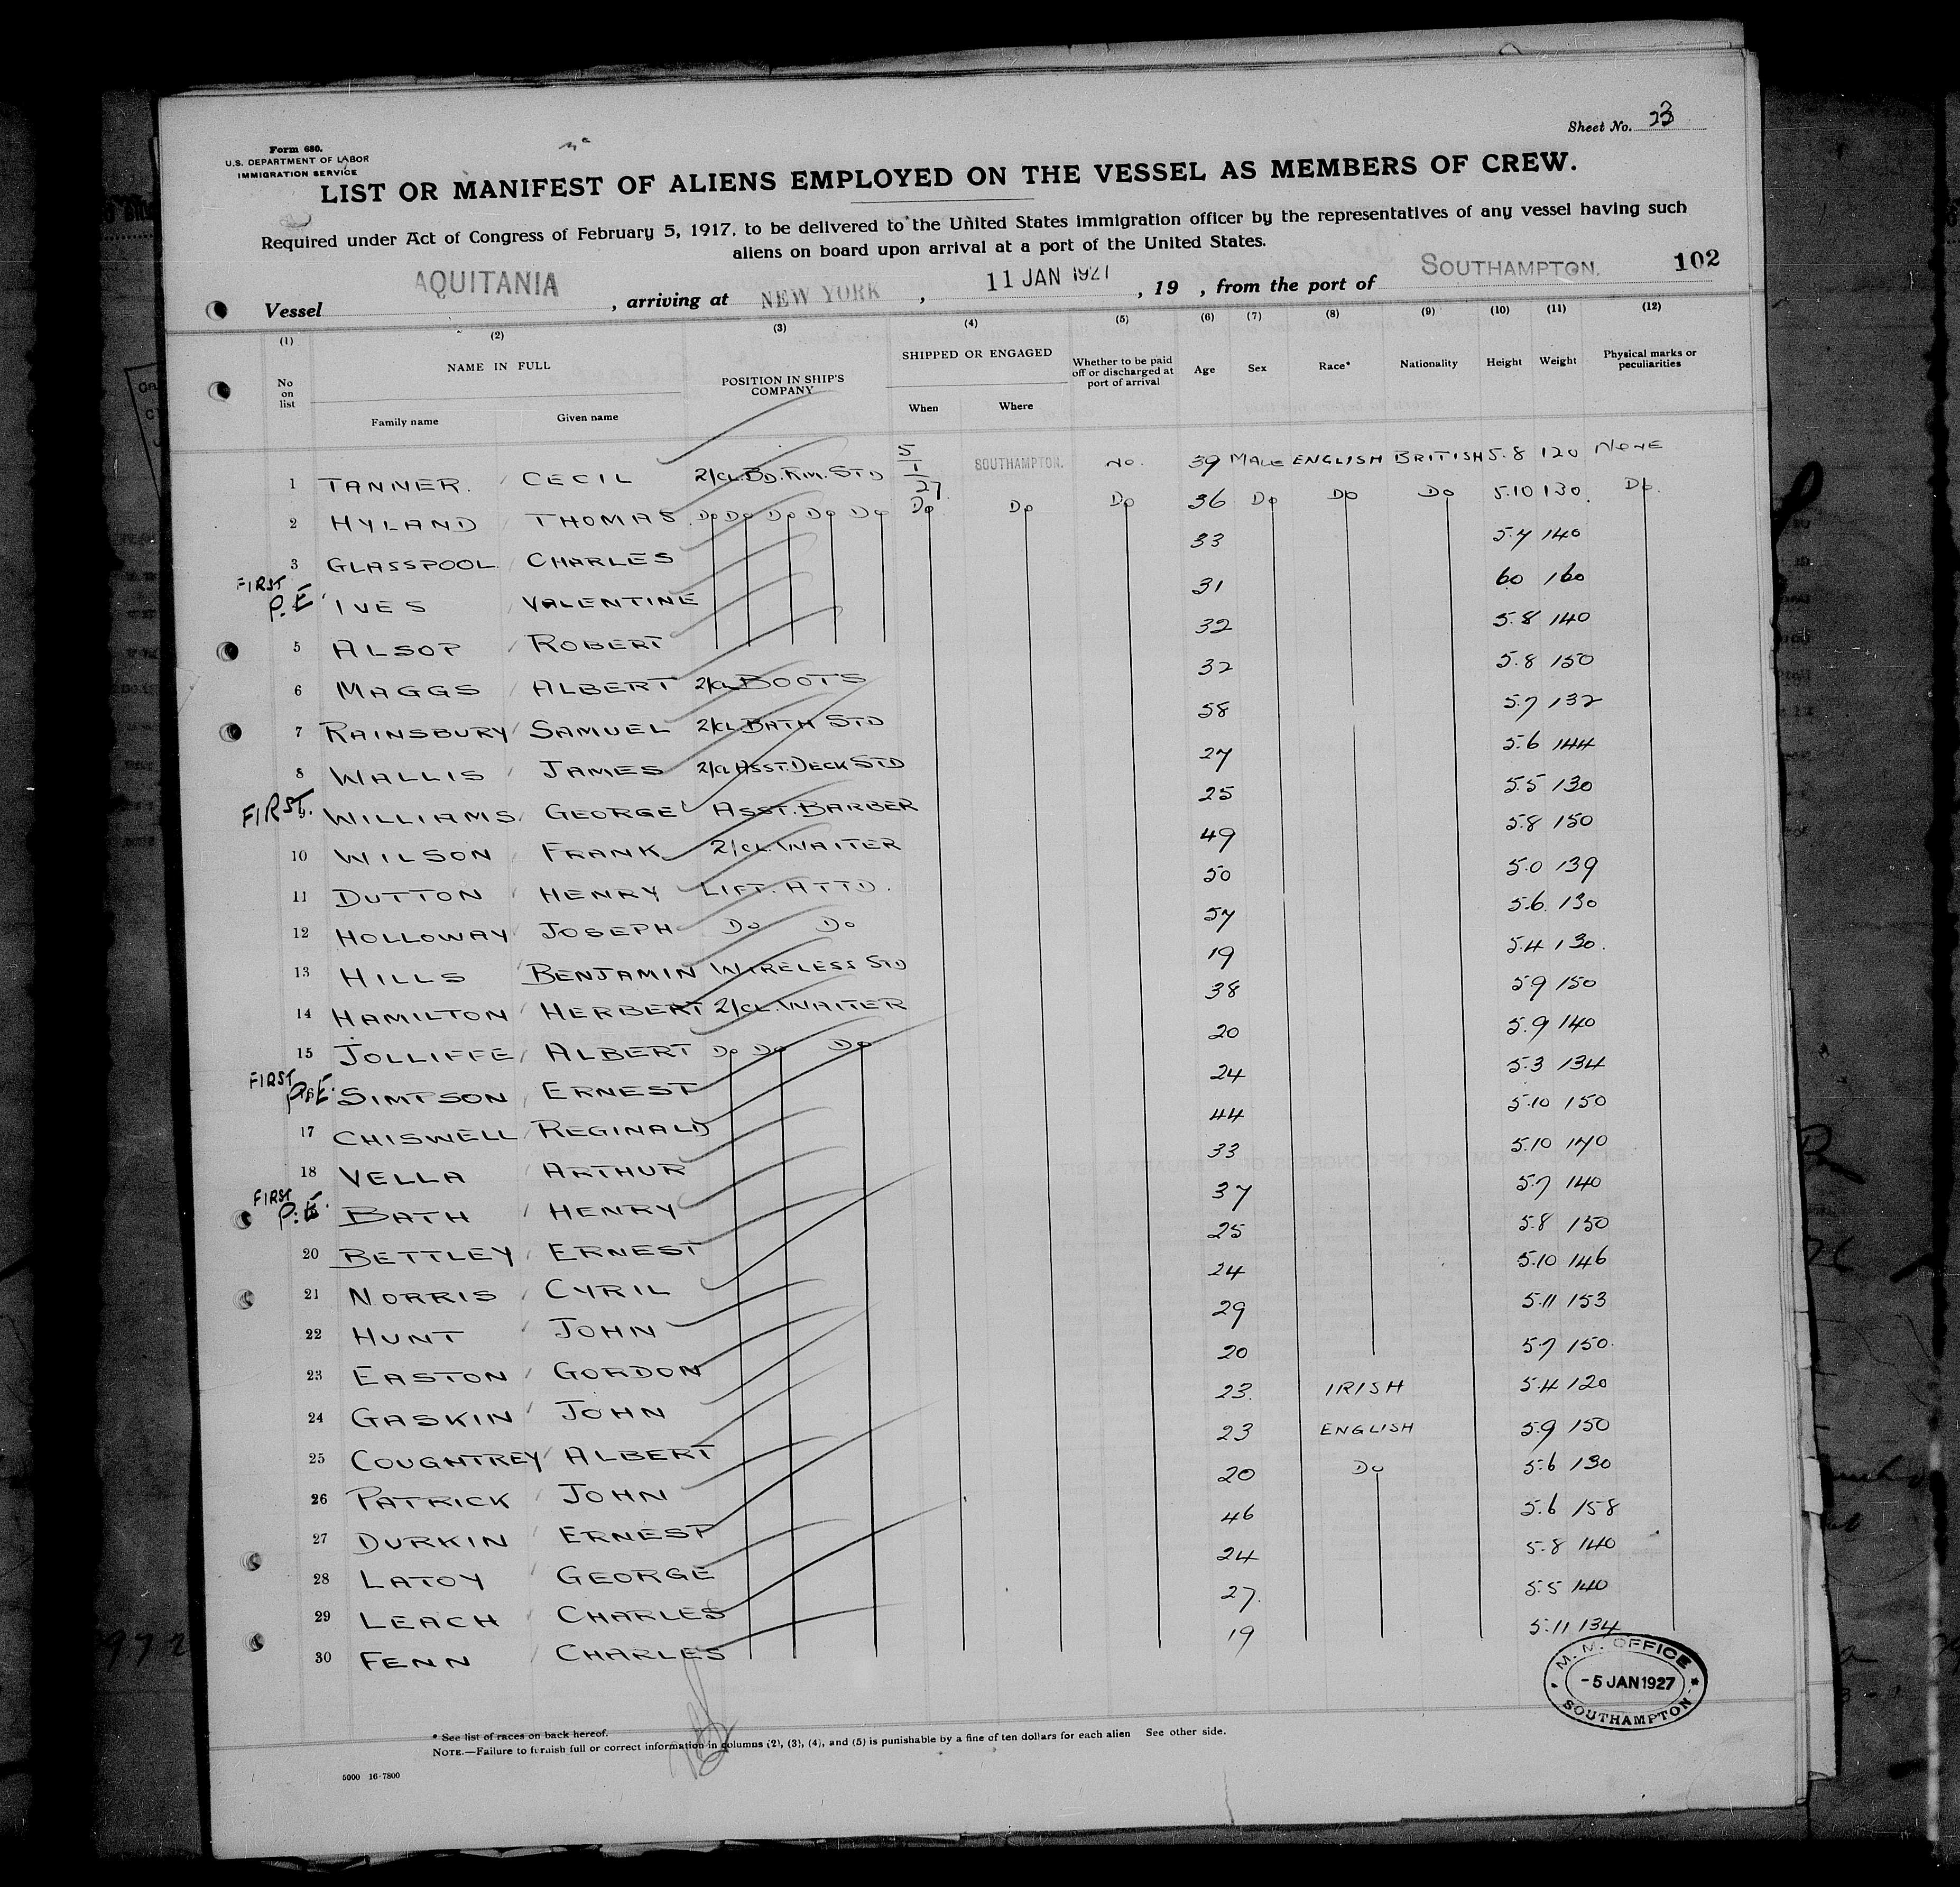 Sheet No. 23
Form 680.
U.S. DEPARTMENT OF LABOR
IMMIGRATION SERVICE
LIST OR MANIFEST OF ALIENS EMPLOYED ON THE VESSEL AS MEMBERS OF CREW.
Required under Act of Congress of February 5, 1917, to be delivered to the United States immigration officer by the representatives of any vessel having such
aliens on board upon arrival at a port of the United States.
102
Vessel AQUITANIA, arriving at NEW YORK, 11 JAN 1927, 19 , from the port of SOUTHAMPTON.
(1) (2) (3) (4) (5) (6) (7) (8) (9) (10) (11) (12)
No on list NAME IN FULL Family name Given name POSITION IN SHIP'S COMPANY SHIPPED OR ENGAGED When Where Whether to be paid off or discharged at port of arrival Age Sex Race* Nationality Height Weight Physical marks or peculiarities
1 TANNER. CECIL 2/CL.BD.RM.STD 5/1/27 SOUTHAMPTON. NO. 39 MALE ENGLISH BRITISH 5.8 120 NONE
2 HYLAND THOMAS. Do Do Do Do Do Do Do Do 36 Do Do Do 5.10 130 Do.
3 GLASSPOOL CHARLES 33 5.7 140
FIRST P.E. IVES VALENTINE 31 60 160
5 ALSOP ROBERT 32 5.8 140
6 MAGGS ALBERT 2/CL BOOTS 32 5.8 150
7 RAINSBURY SAMUEL 2/CL.BATH STD 58 5.7 132
8 WALLIS JAMES 2/CL ASST.DECK STD 27 5.6 144
FIRST. 9. WILLIAMS GEORGE ASST. BARBER 25 5.5 130
10 WILSON FRANK 2/CL.WAITER 49 5.8 150
11 DUTTON HENRY LIFT. ATTD. 50 5.0 139
12 HOLLOWAY JOSEPH Do Do 57 5.6. 130
13 HILLS BENJAMIN WIRELESS STD 19 5.4 130.
14 HAMILTON HERBERT 2/CL.WAITER 38 5.9 150
15 JOLLIFFE ALBERT Do Do Do 20 5.9 140
FIRST P.E. SIMPSON ERNEST 24 5.3 134
17 CHISWELL REGINALD 44 5.10 150
18 VELLA ARTHUR 33 5.10 140
FIRST P.E. BATH HENRY 37 5.7 140
20 BETTLEY ERNEST 25 5.8 150
21 NORRIS CYRIL 24 5.10 146
22 HUNT JOHN 29 5.11 153
23 EASTON GORDON 20 5.7 150.
24 GASKIN JOHN 23. IRISH 5.4 120
25 COUGHTREY ALBERT 23 ENGLISH 5.9 150
26 PATRICK JOHN 20 Do 5.6 130
27 DURKIN ERNEST 46 5.6 158
28 LATOY GEORGE 24 5.8 140
29 LEACH CHARLES 27. 5.5 140
30 FENN CHARLES 19 5.11 134
M. M. OFFICE
-5 JAN 1927
SOUTHAMPTON
* See list of races on back hereof.
NOTE.—Failure to furnish full or correct information in columns (2), (3), (4), and (5) is punishable by a fine of ten dollars for each alien See other side.
5000 16-7800